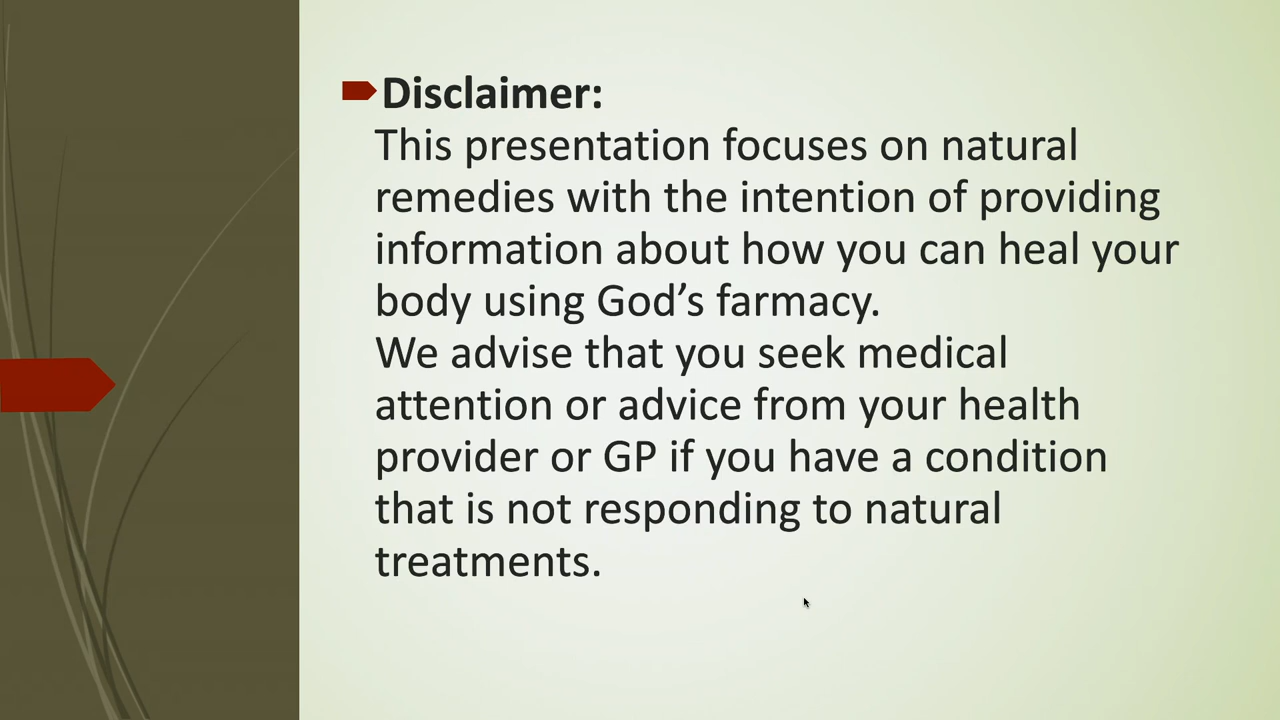 Disclaimer:
This presentation focuses on natural
remedies with the intention of providing
information about how you can heal your
body using God’s farmacy.
We advise that you seek medical
attention or advice from your health
provider or GP if you have a condition
that is not responding to natural
treatments.